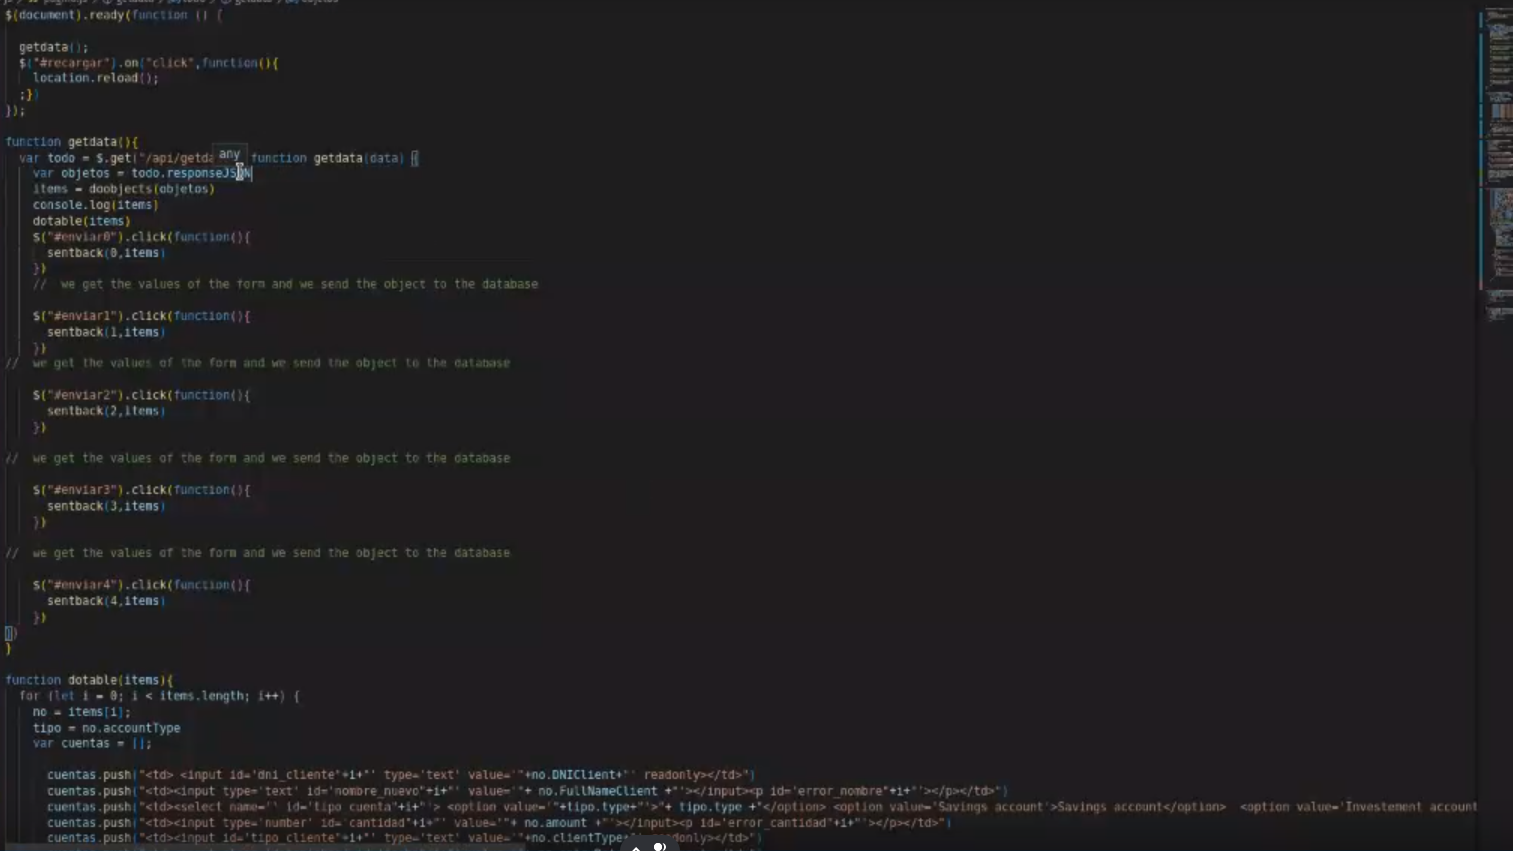 $(document).ready(function () {
getdata();
$("#recargar").on("click",function(){
location.reload();
;})
});
function getdata(){
any
var todo = $.get("/api/getda function getdata(data) {
var objetos = todo.responseJSON
items = doobjects(objetos)
console.log(items)
dotable(items)
$("#enviar0").click(function(){
sentback(0,items)
})
// we get the values of the form and we send the object to the database
$("#enviar1").click(function(){
sentback(1,items)
})
// we get the values of the form and we send the object to the database
$("#enviar2").click(function(){
sentback(2,items)
})
// we get the values of the form and we send the object to the database
$("#enviar3").click(function(){
sentback(3,items)
})
// we get the values of the form and we send the object to the database
$("#enviar4").click(function(){
sentback(4,items)
})
})
}
function dotable(items){
for (let i = 0; i < items.length; i++) {
no = items[i];
tipo = no.accountType
var cuentas = [];
cuentas.push("<td> <input id='dni_cliente"+i+"' type='text' value='"+no.DNIClient+"' readonly></td>")
cuentas.push("<td><input type='text' id='nombre_nuevo"+i+"' value='"+ no.FullNameClient +"'></input><p id='error_nombre"+i+"'></p></td>")
cuentas.push("<td><select name='' id='tipo cuenta"+i+"'> <option value='"+tipo.type+"'>"+ tipo.type +"</option> <option value='Savings account'>Savings account</option> <option value='Investement account
cuentas.push("<td><input type='number' id='cantidad"+i+"' value='"+ no.amount +"'></input><p id='error_cantidad"+i+"'></p></td>")
cuentas.push("<td><input id='tipo_cliente"+i+"' type='text' value='"+no.clientType+ readonly></td>")